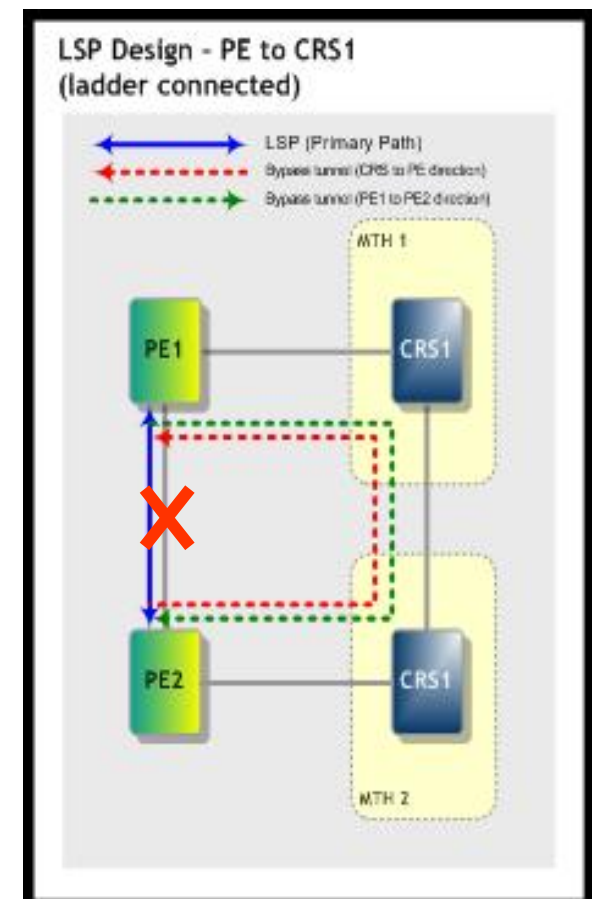 LSP Design - PE to CRS1
(ladder connected)
LSP (Primary Path)
Bypass tunnel (CRS to PE direction)
Bypass tunnel (PE1 to PE2 direction)
MTH 1
PE1
CRS1
PE2
CRS1
MTH 2